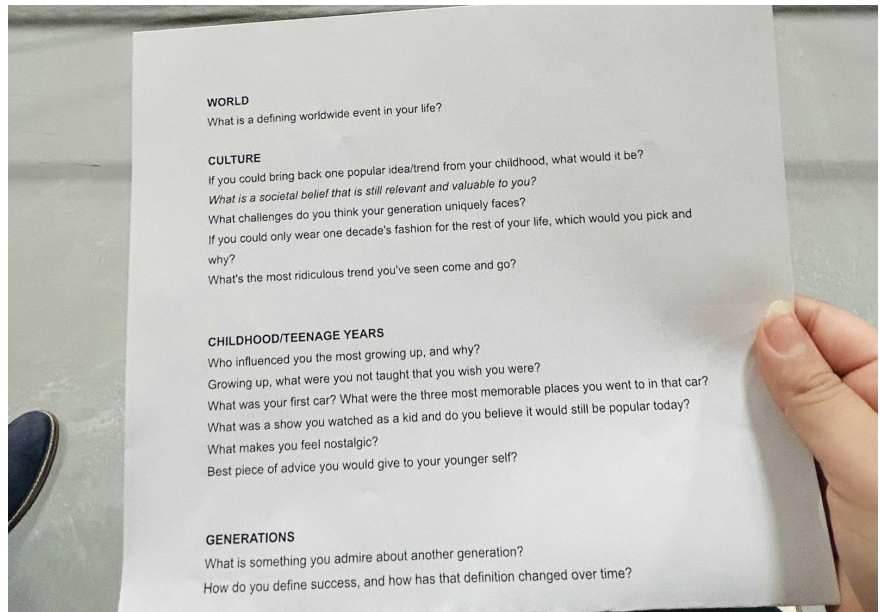 WORLD
What is a defining worldwide event in your life?
CULTURE
If you could bring back one popular idea/trend from your childhood, what would it be?
What is a societal belief that is still relevant and valuable to you?
What challenges do you think your generation uniquely faces?
If you could only wear one decade's fashion for the rest of your life, which would you pick and
why?
What's the most ridiculous trend you've seen come and go?
CHILDHOOD/TEENAGE YEARS
Who influenced you the most growing up, and why?
Growing up, what were you not taught that you wish you were?
What was your first car? What were the three most memorable places you went to in that car?
What was a show you watched as a kid and do you believe it would still be popular today?
What makes you feel nostalgic?
Best piece of advice you would give to your younger self?
GENERATIONS
What is something you admire about another generation?
How do you define success, and how has that definition changed over time?